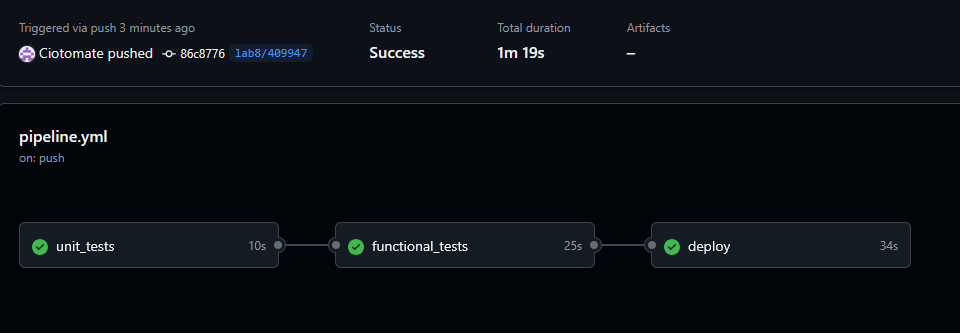 Triggered via push 3 minutes ago
Ciotomate pushed 86c8776 lab8/409947
Status
Success
Total duration
1m 19s
Artifacts
–
pipeline.yml
on: push
unit_tests 10s
functional_tests 25s
deploy 34s